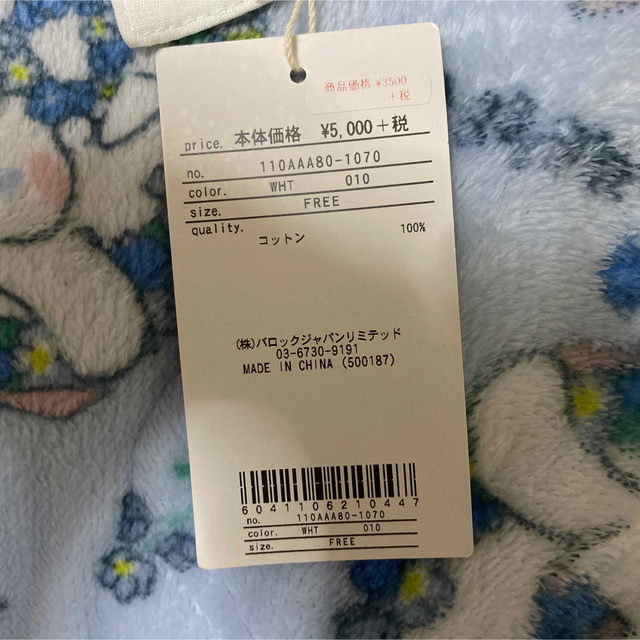 商品価格 ¥3500
+税
price. 本体価格 ¥5,000+税
no. 110AAA80-1070
color. WHT 010
size. FREE
quality.
コットン 100%
(株)バロックジャパンリミテッド
03-6730-9191
MADE IN CHINA (500187)
6041106210447
no. 110AAA80-1070
color. WHT 010
size. FREE